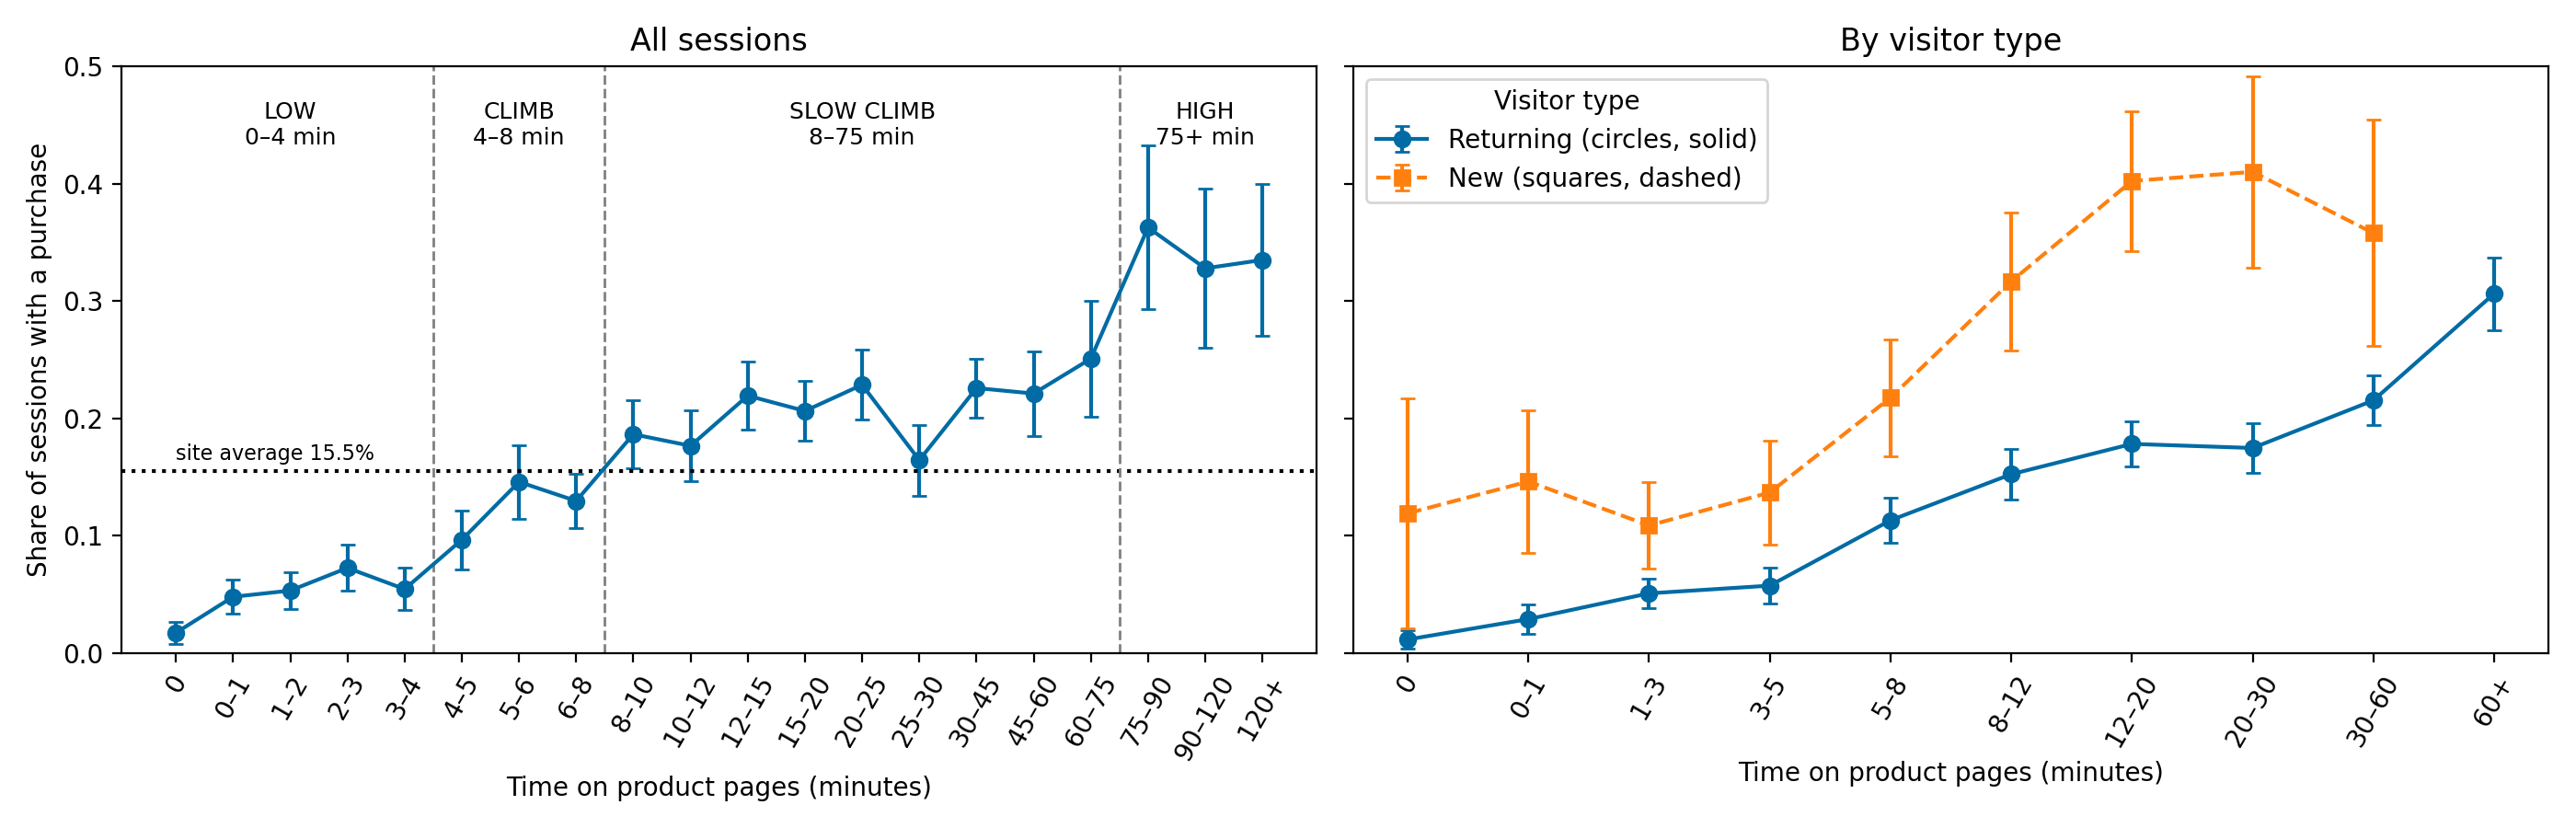 All sessions
Share of sessions with a purchase
0.5
0.4
0.3
0.2
0.1
0.0
LOW
0–4 min
CLIMB
4–8 min
SLOW CLIMB
8–75 min
HIGH
75+ min
site average 15.5%
0
0–1
1–2
2–3
3–4
4–5
5–6
6–8
8–10
10–12
12–15
15–20
20–25
25–30
30–45
45–60
60–75
75–90
90–120
120+
Time on product pages (minutes)
By visitor type
Visitor type
Returning (circles, solid)
New (squares, dashed)
0
0–1
1–3
3–5
5–8
8–12
12–20
20–30
30–60
60+
Time on product pages (minutes)